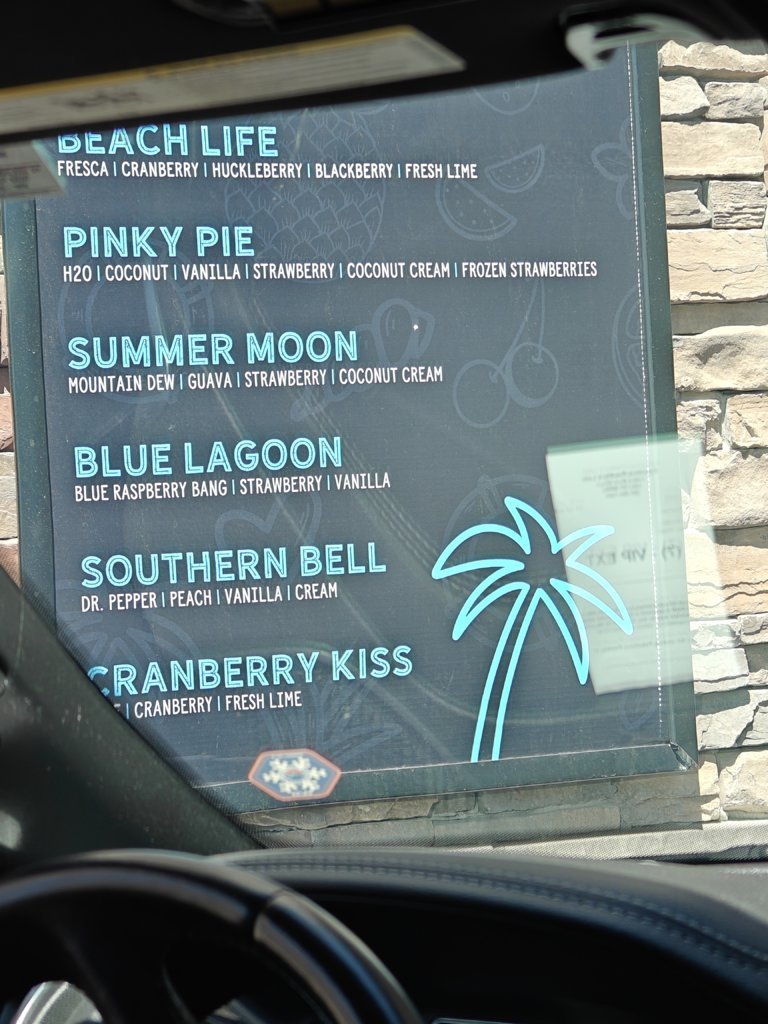 BEACH LIFE
FRESCA | CRANBERRY | HUCKLEBERRY | BLACKBERRY | FRESH LIME
PINKY PIE
H2O | COCONUT | VANILLA | STRAWBERRY | COCONUT CREAM | FROZEN STRAWBERRIES
SUMMER MOON
MOUNTAIN DEW | GUAVA | STRAWBERRY | COCONUT CREAM
BLUE LAGOON
BLUE RASPBERRY BANG | STRAWBERRY | VANILLA
SOUTHERN BELL
DR. PEPPER | PEACH | VANILLA | CREAM
CRANBERRY KISS
| CRANBERRY | FRESH LIME